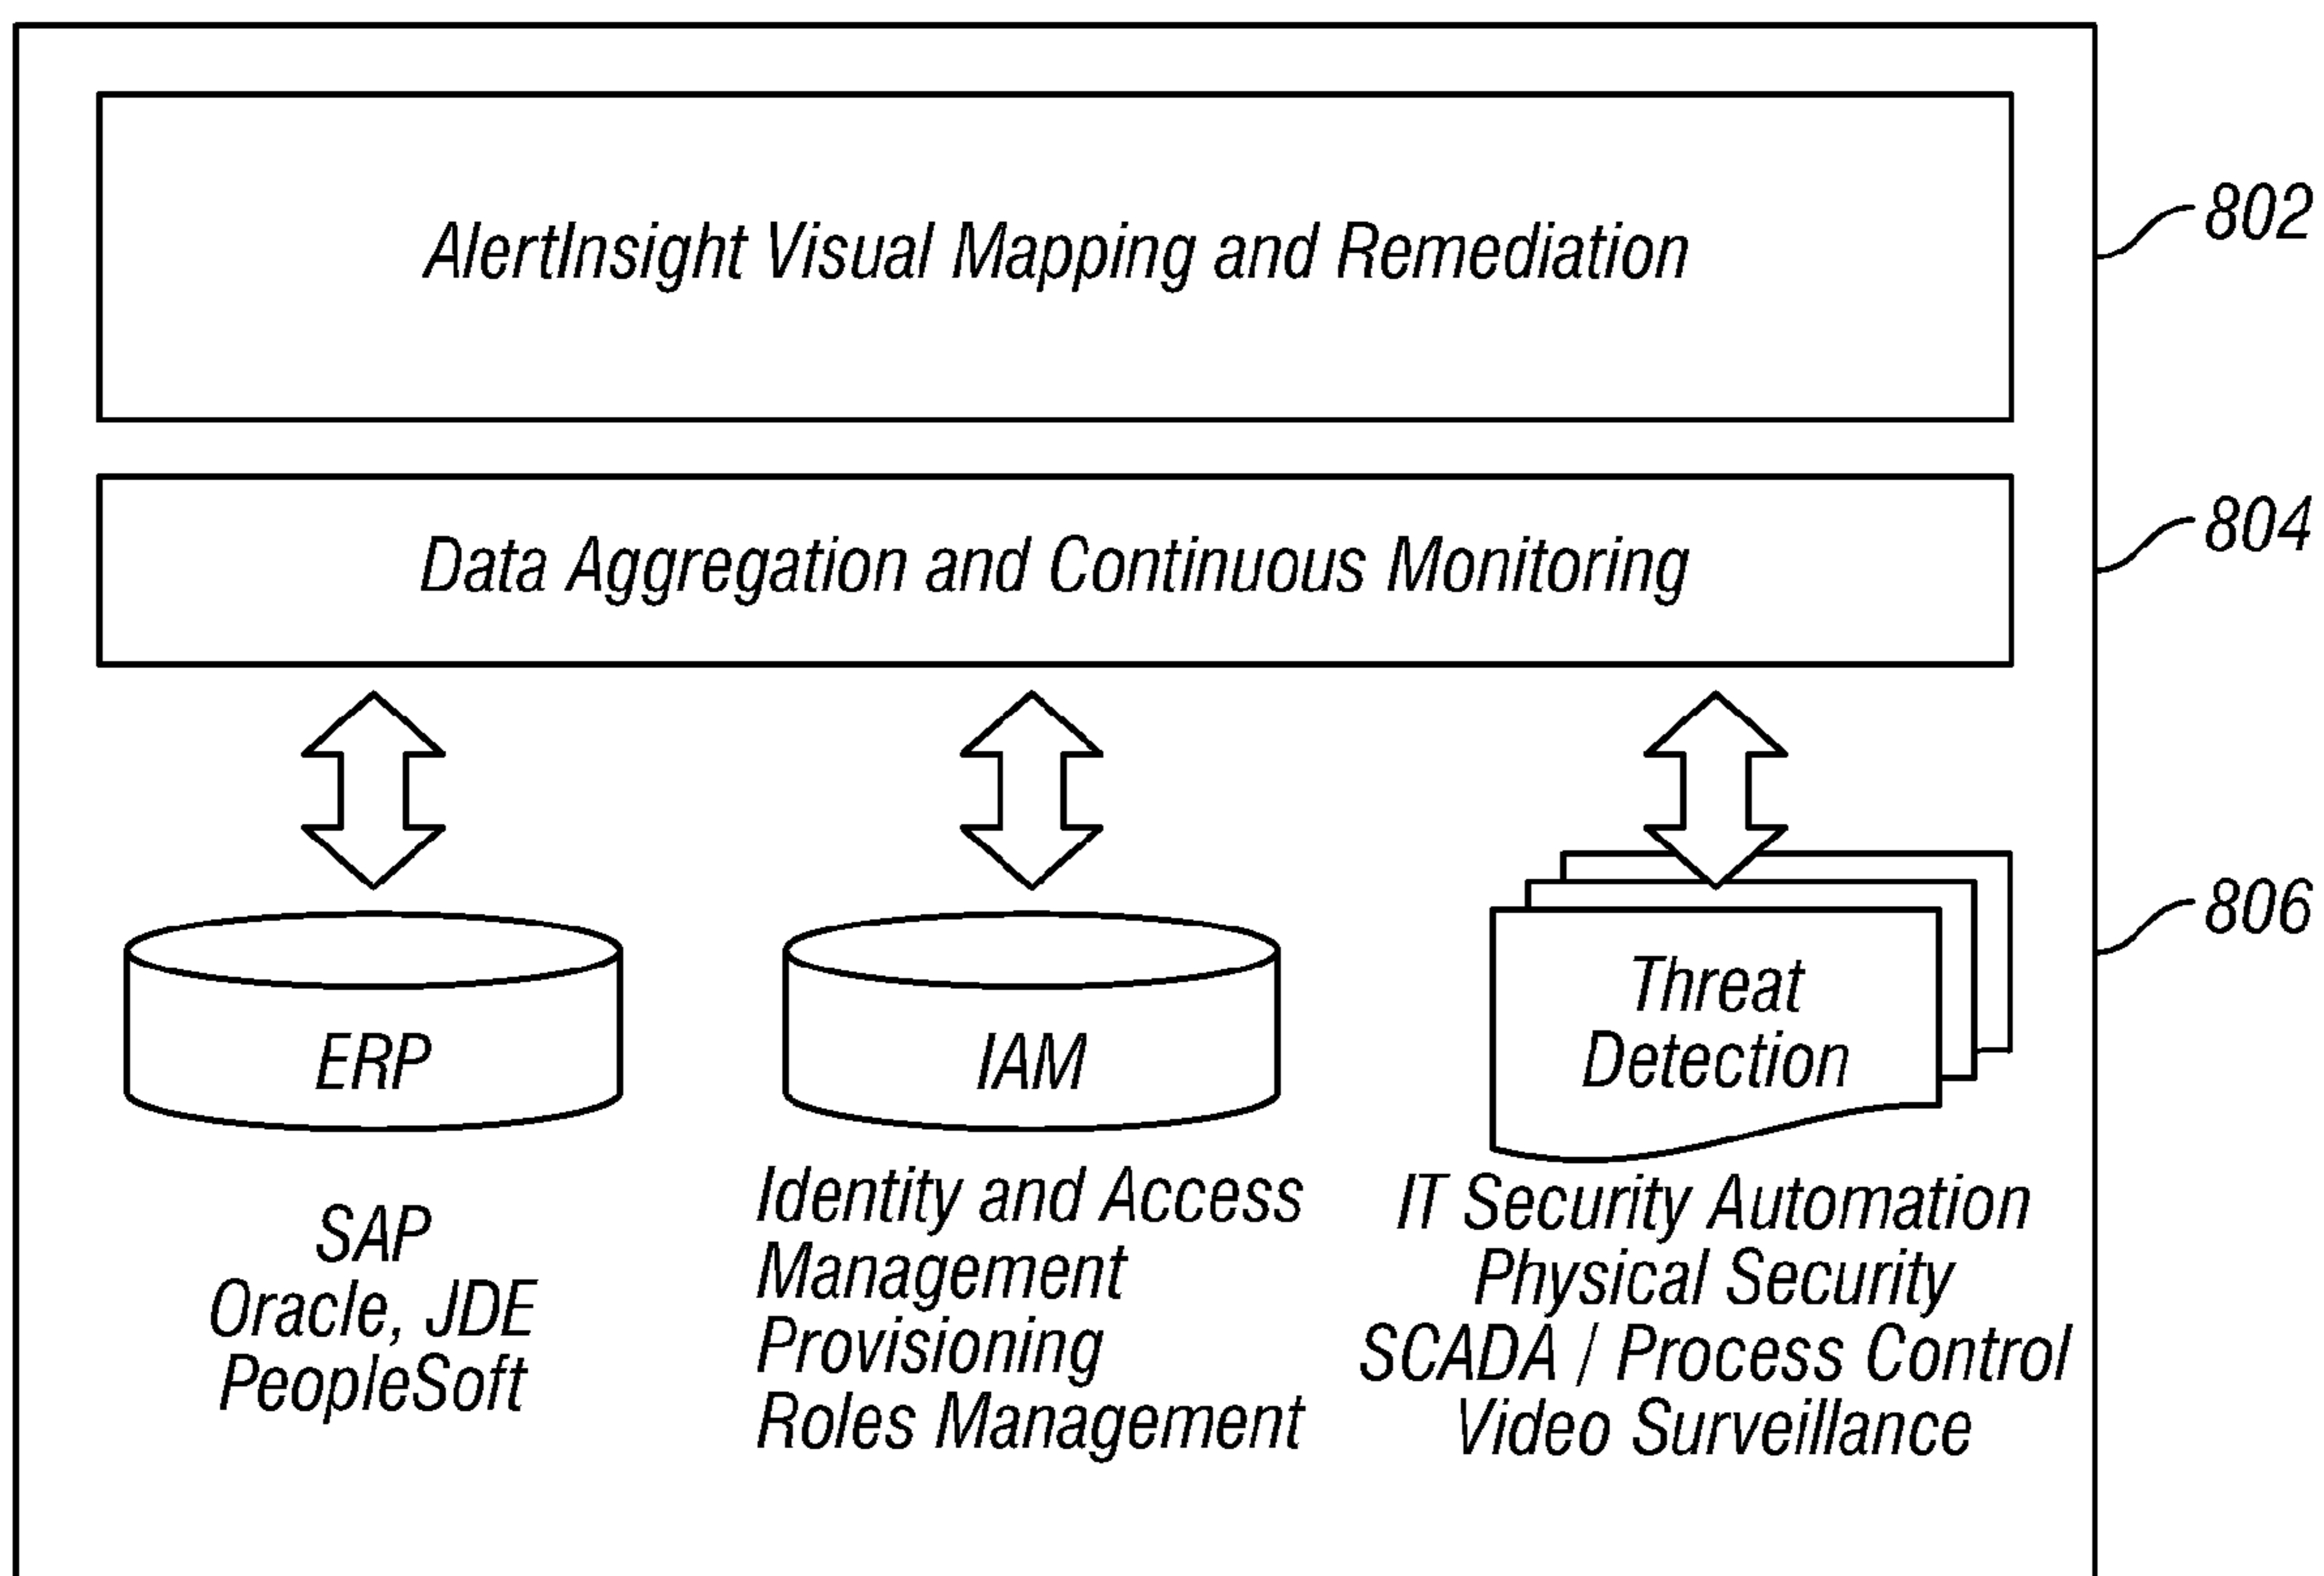 AlertInsight Visual Mapping and Remediation
802
Data Aggregation and Continuous Monitoring
804
806
ERP
IAM
Threat
Detection
SAP
Oracle, JDE
PeopleSoft
Identity and Access
Management
Provisioning
Roles Management
IT Security Automation
Physical Security
SCADA / Process Control
Video Surveillance